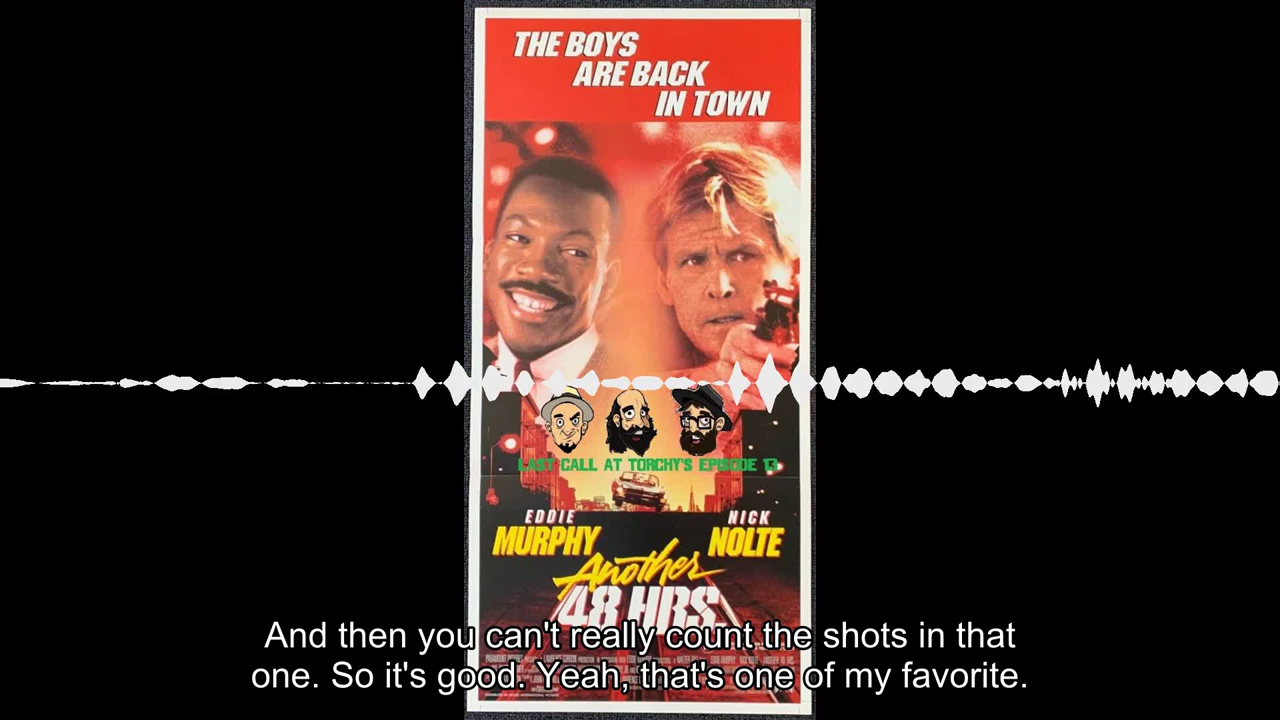 THE BOYS
ARE BACK
IN TOWN
LAST CALL AT TORCHY'S EPISODE 13
EDDIE
MURPHY
NICK
NOLTE
Another
48 HRS.
And then you can't really count the shots in that
one. So it's good. Yeah, that's one of my favorite.